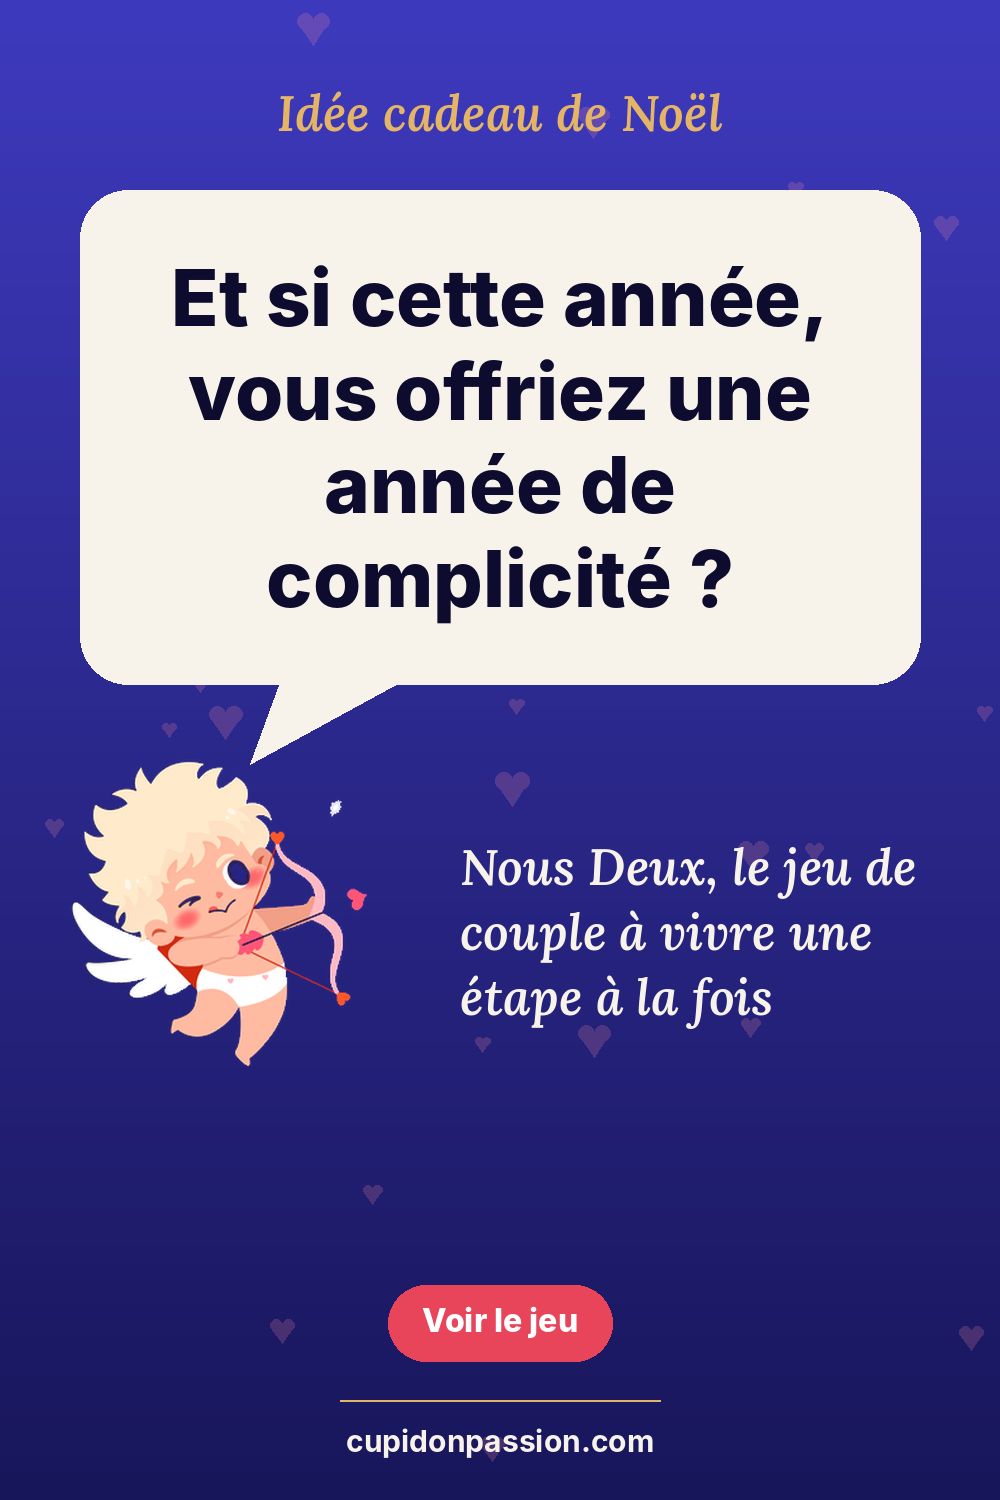 Idée cadeau de Noël
Et si cette année,
vous offriez une
année de
complicité ?
Nous Deux, le jeu de
couple à vivre une
étape à la fois
Voir le jeu
cupidonpassion.com